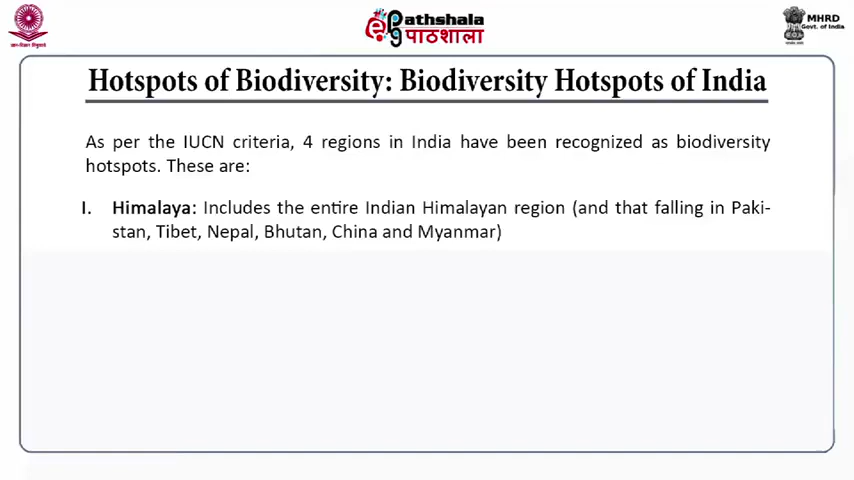 ePathshala
पाठशाला
MHRD
Govt. of India
Hotspots of Biodiversity: Biodiversity Hotspots of India
As per the IUCN criteria, 4 regions in India have been recognized as biodiversity
hotspots. These are:
I. Himalaya: Includes the entire Indian Himalayan region (and that falling in Paki-
stan, Tibet, Nepal, Bhutan, China and Myanmar)